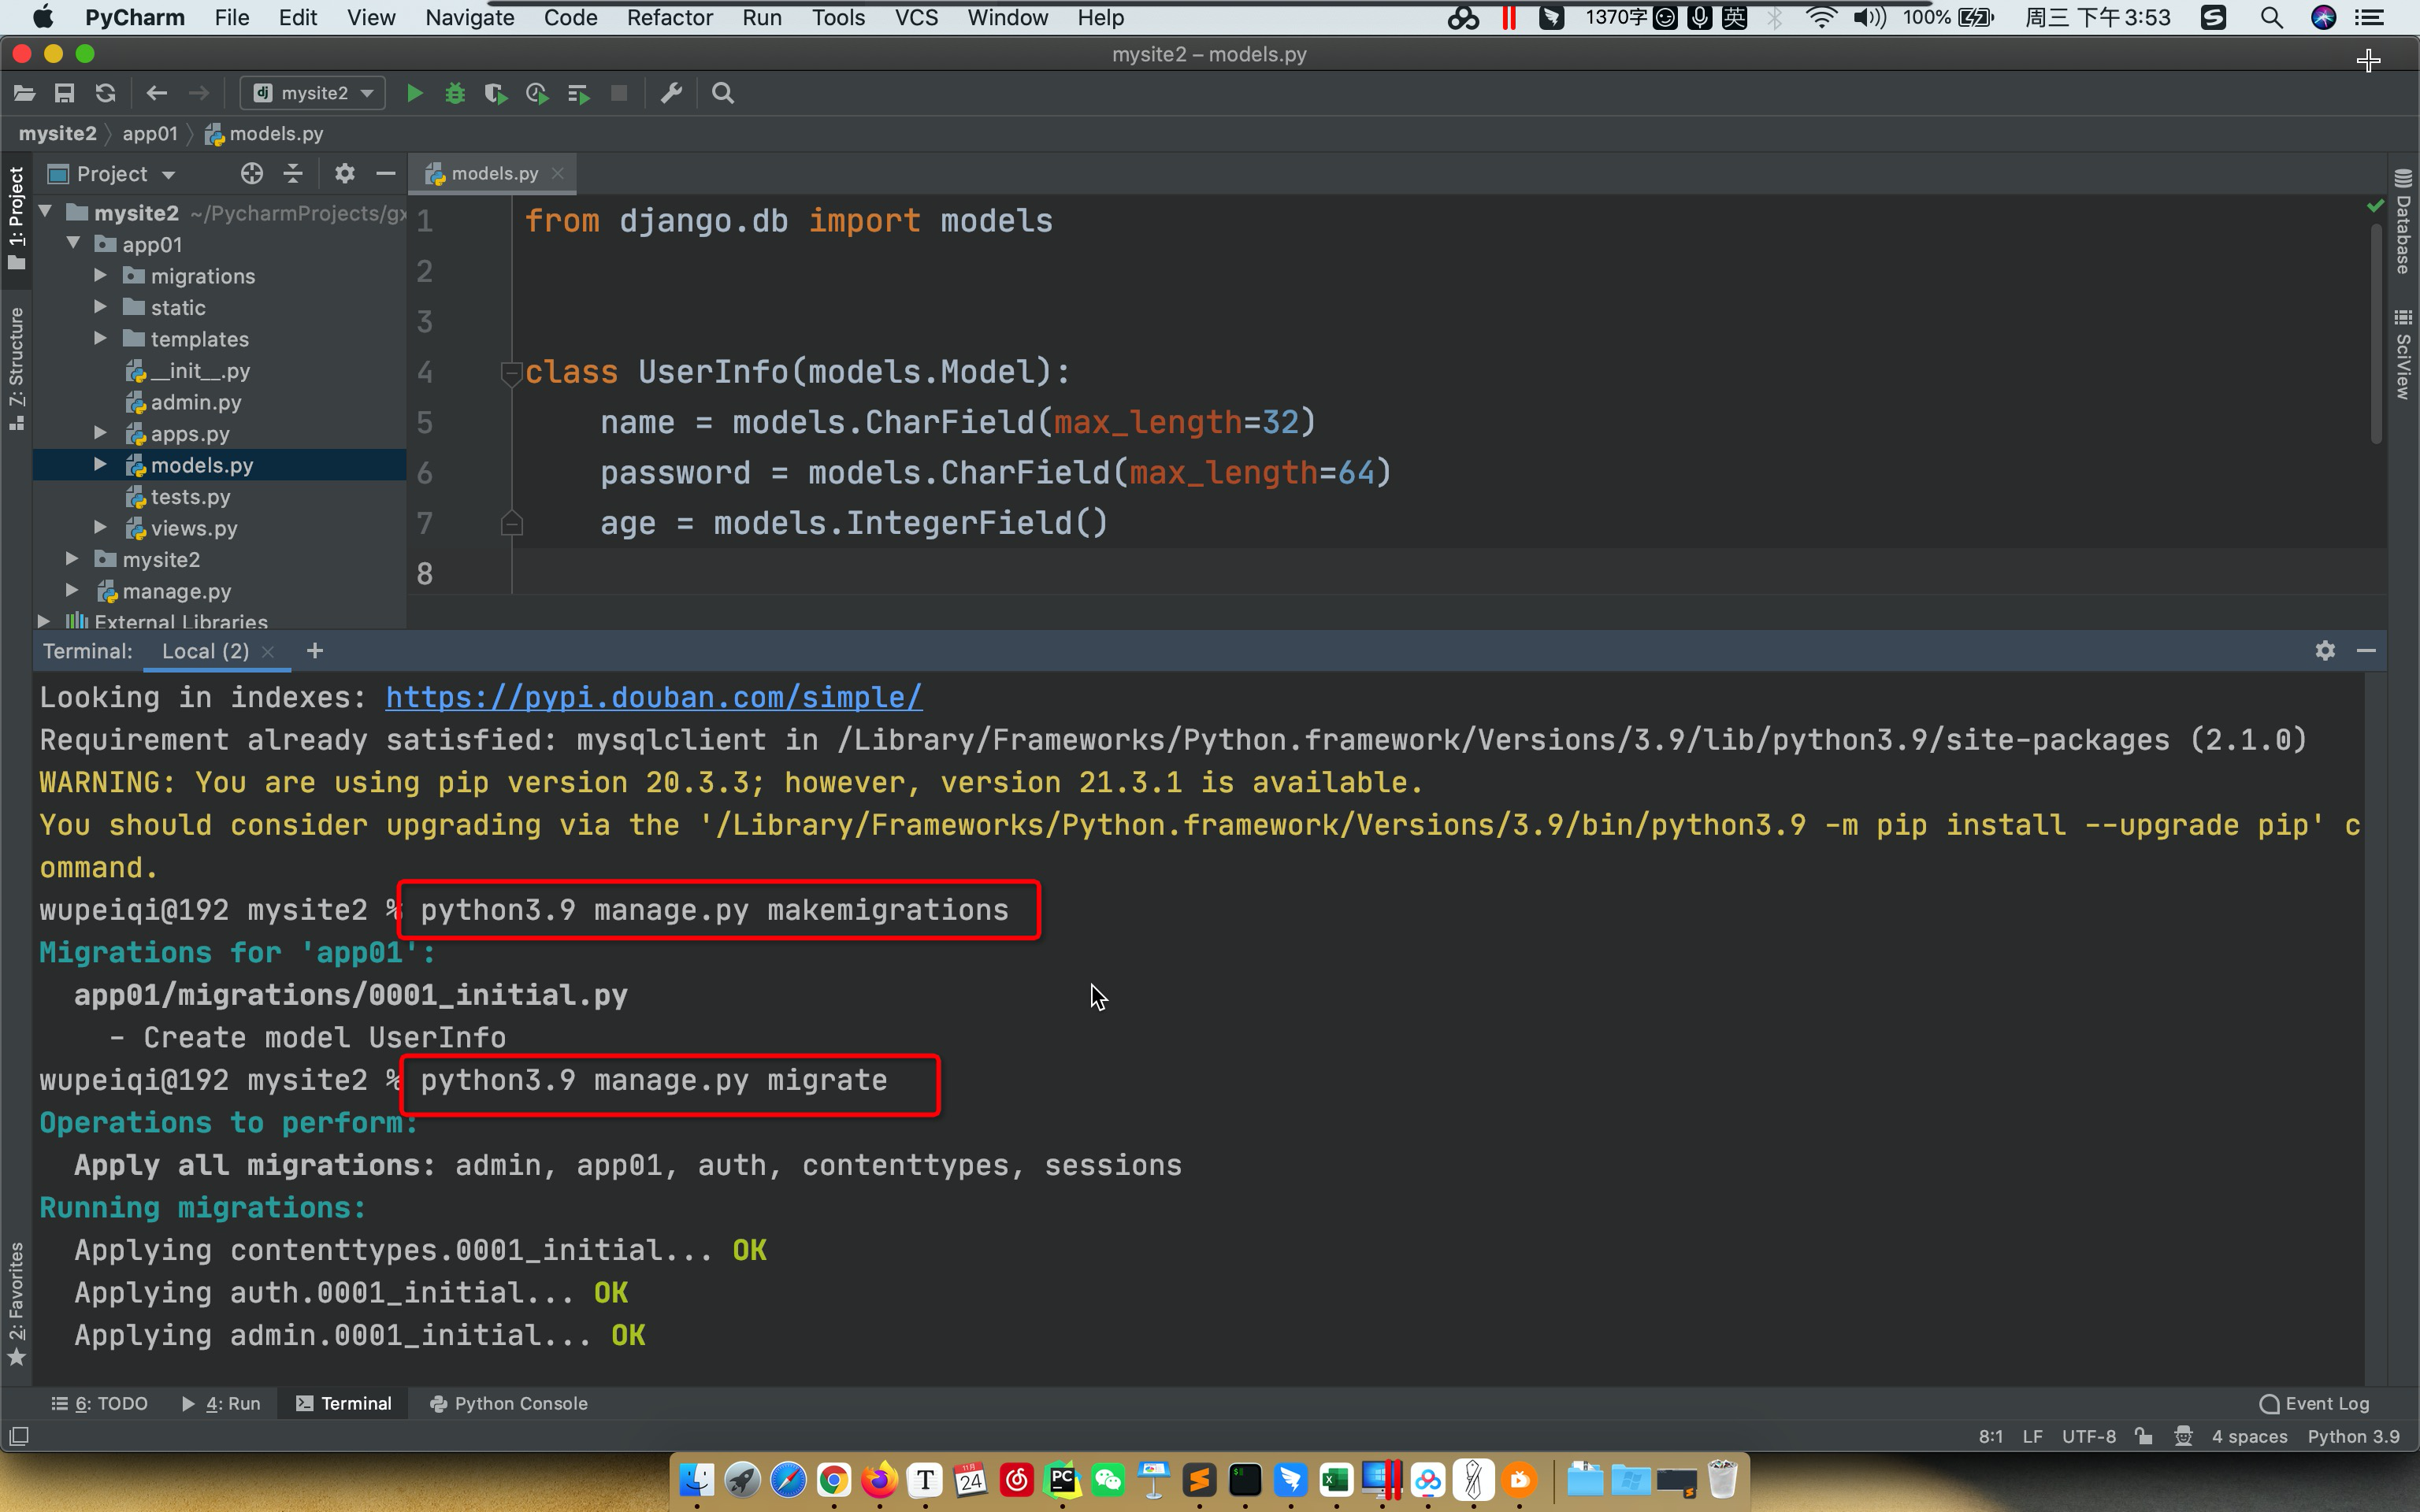 PyCharm File Edit View Navigate Code Refactor Run Tools VCS Window Help 1370字 英 100% 周三 下午3:53
mysite2 – models.py
mysite2
mysite2 app01 models.py
1: Project
7: Structure
2: Favorites
Project
mysite2 ~/PycharmProjects/gx
app01
migrations
static
templates
__init__.py
admin.py
apps.py
models.py
tests.py
views.py
mysite2
manage.py
External Libraries
models.py
1 from django.db import models
2
3
4 class UserInfo(models.Model):
5 name = models.CharField(max_length=32)
6 password = models.CharField(max_length=64)
7 age = models.IntegerField()
8
Database
SciView
Terminal: Local (2) +
Looking in indexes: https://pypi.douban.com/simple/
Requirement already satisfied: mysqlclient in /Library/Frameworks/Python.framework/Versions/3.9/lib/python3.9/site-packages (2.1.0)
WARNING: You are using pip version 20.3.3; however, version 21.3.1 is available.
You should consider upgrading via the '/Library/Frameworks/Python.framework/Versions/3.9/bin/python3.9 -m pip install --upgrade pip' c
ommand.
wupeiqi@192 mysite2 % python3.9 manage.py makemigrations
Migrations for 'app01':
app01/migrations/0001_initial.py
- Create model UserInfo
wupeiqi@192 mysite2 % python3.9 manage.py migrate
Operations to perform:
Apply all migrations: admin, app01, auth, contenttypes, sessions
Running migrations:
Applying contenttypes.0001_initial... OK
Applying auth.0001_initial... OK
Applying admin.0001_initial... OK
6: TODO 4: Run Terminal Python Console Event Log
8:1 LF UTF-8 4 spaces Python 3.9
T 11月 24 PC